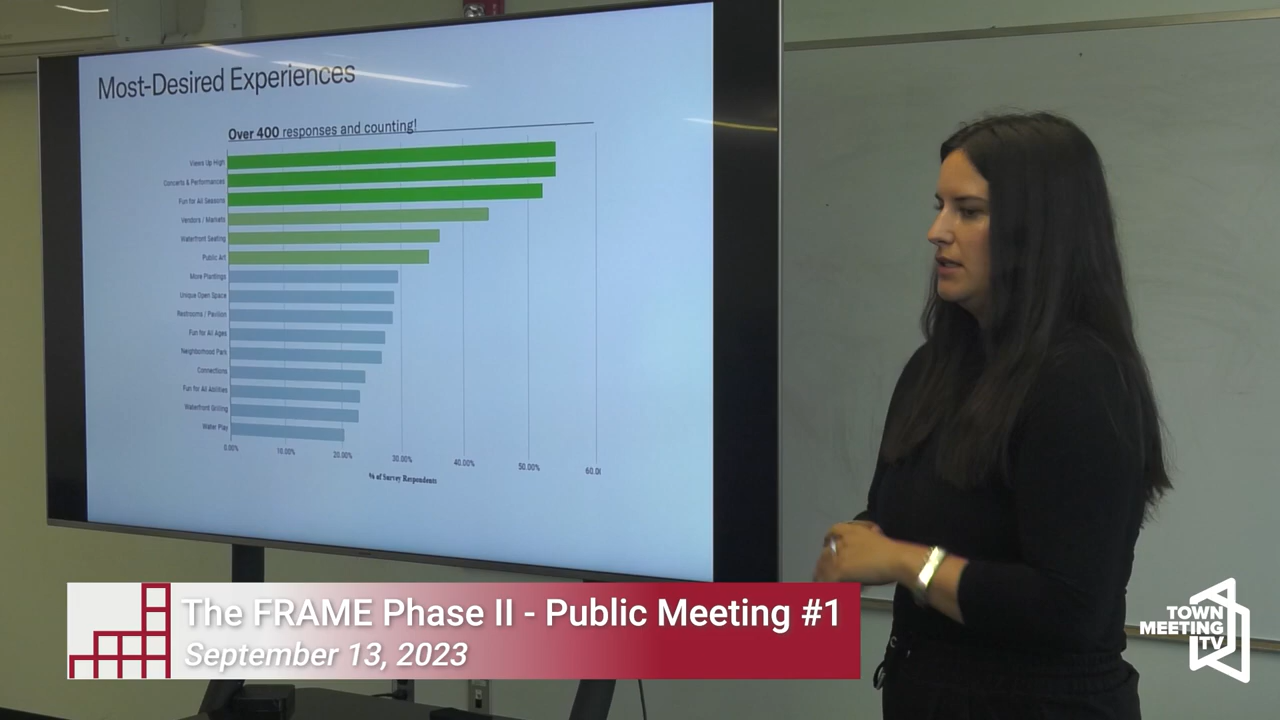 Most-Desired Experiences
Over 400 responses and counting!
Views Up High
Concerts & Performances
Fun for All Seasons
Vendors / Markets
Waterfront Seating
Public Art
More Plantings
Unique Open Space
Restrooms / Pavilion
Fun for All Ages
Neighborhood Park
Connections
Fun for All Abilities
Waterfront Grilling
Water Play
0.00% 10.00% 20.00% 30.00% 40.00% 50.00% 60.0
% of Survey Respondents
The FRAME Phase II - Public Meeting #1
September 13, 2023
TOWN
MEETING
TV